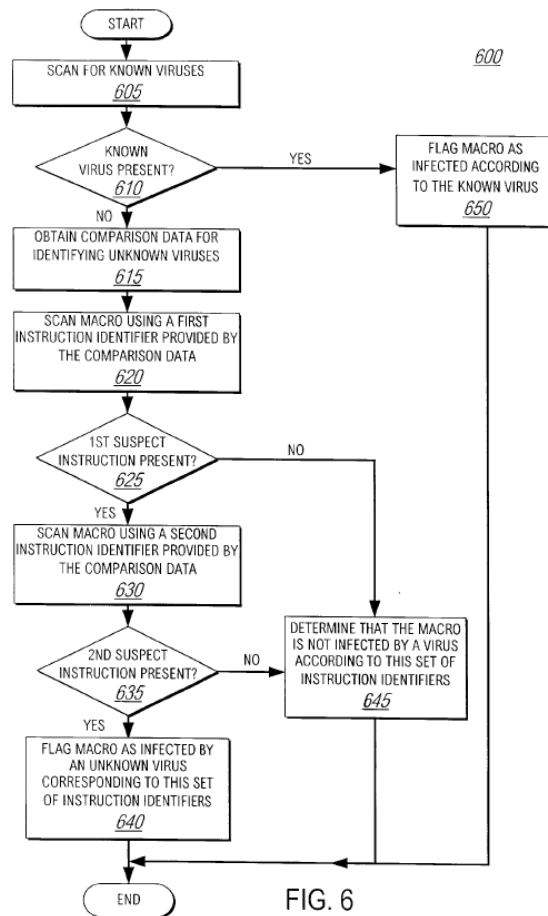 START
600
SCAN FOR KNOWN VIRUSES
605
KNOWN
VIRUS PRESENT?
610
YES
FLAG MACRO AS
INFECTED ACCORDING
TO THE KNOWN VIRUS
650
NO
OBTAIN COMPARISON DATA FOR
IDENTIFYING UNKNOWN VIRUSES
615
SCAN MACRO USING A FIRST
INSTRUCTION IDENTIFIER PROVIDED BY
THE COMPARISON DATA
620
1ST SUSPECT
INSTRUCTION PRESENT?
625
NO
YES
SCAN MACRO USING A SECOND
INSTRUCTION IDENTIFIER PROVIDED BY
THE COMPARISON DATA
630
2ND SUSPECT
INSTRUCTION PRESENT?
635
NO
DETERMINE THAT THE MACRO
IS NOT INFECTED BY A VIRUS
ACCORDING TO THIS SET OF
INSTRUCTION IDENTIFIERS
645
YES
FLAG MACRO AS INFECTED BY
AN UNKNOWN VIRUS
CORRESPONDING TO THIS SET
OF INSTRUCTION IDENTIFIERS
640
END
FIG. 6